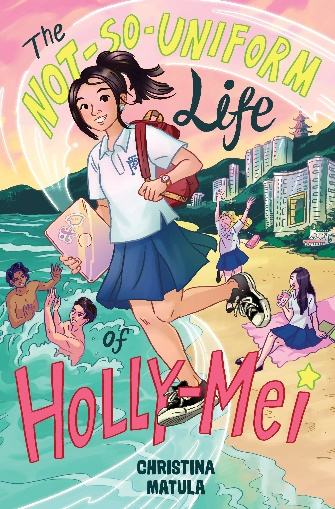 The
NOT-SO-UNIFORM
Life
of
HOLLY-Mei
CHRISTINA
MATULA